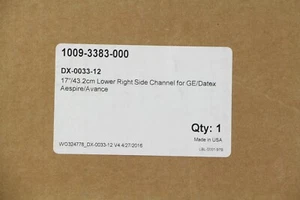 1009-3383-000
DX-0033-12
17"/43.2cm Lower Right Side Channel for GE/Datex
Aespire/Avance
Qty: 1
Made in USA
WO324776_DX-0033-12 V4 4/27/2016